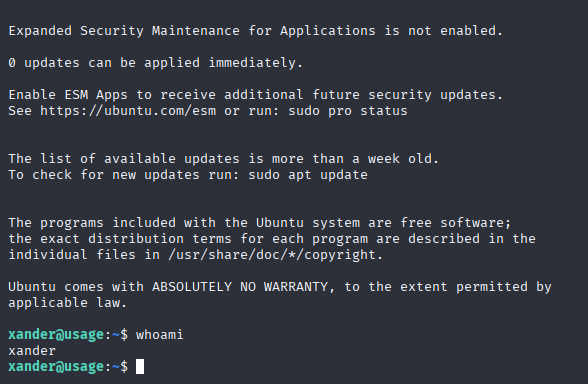 Expanded Security Maintenance for Applications is not enabled.
0 updates can be applied immediately.
Enable ESM Apps to receive additional future security updates.
See https://ubuntu.com/esm or run: sudo pro status
The list of available updates is more than a week old.
To check for new updates run: sudo apt update
The programs included with the Ubuntu system are free software;
the exact distribution terms for each program are described in the
individual files in /usr/share/doc/*/copyright.
Ubuntu comes with ABSOLUTELY NO WARRANTY, to the extent permitted by
applicable law.
xander@usage:~$ whoami
xander
xander@usage:~$